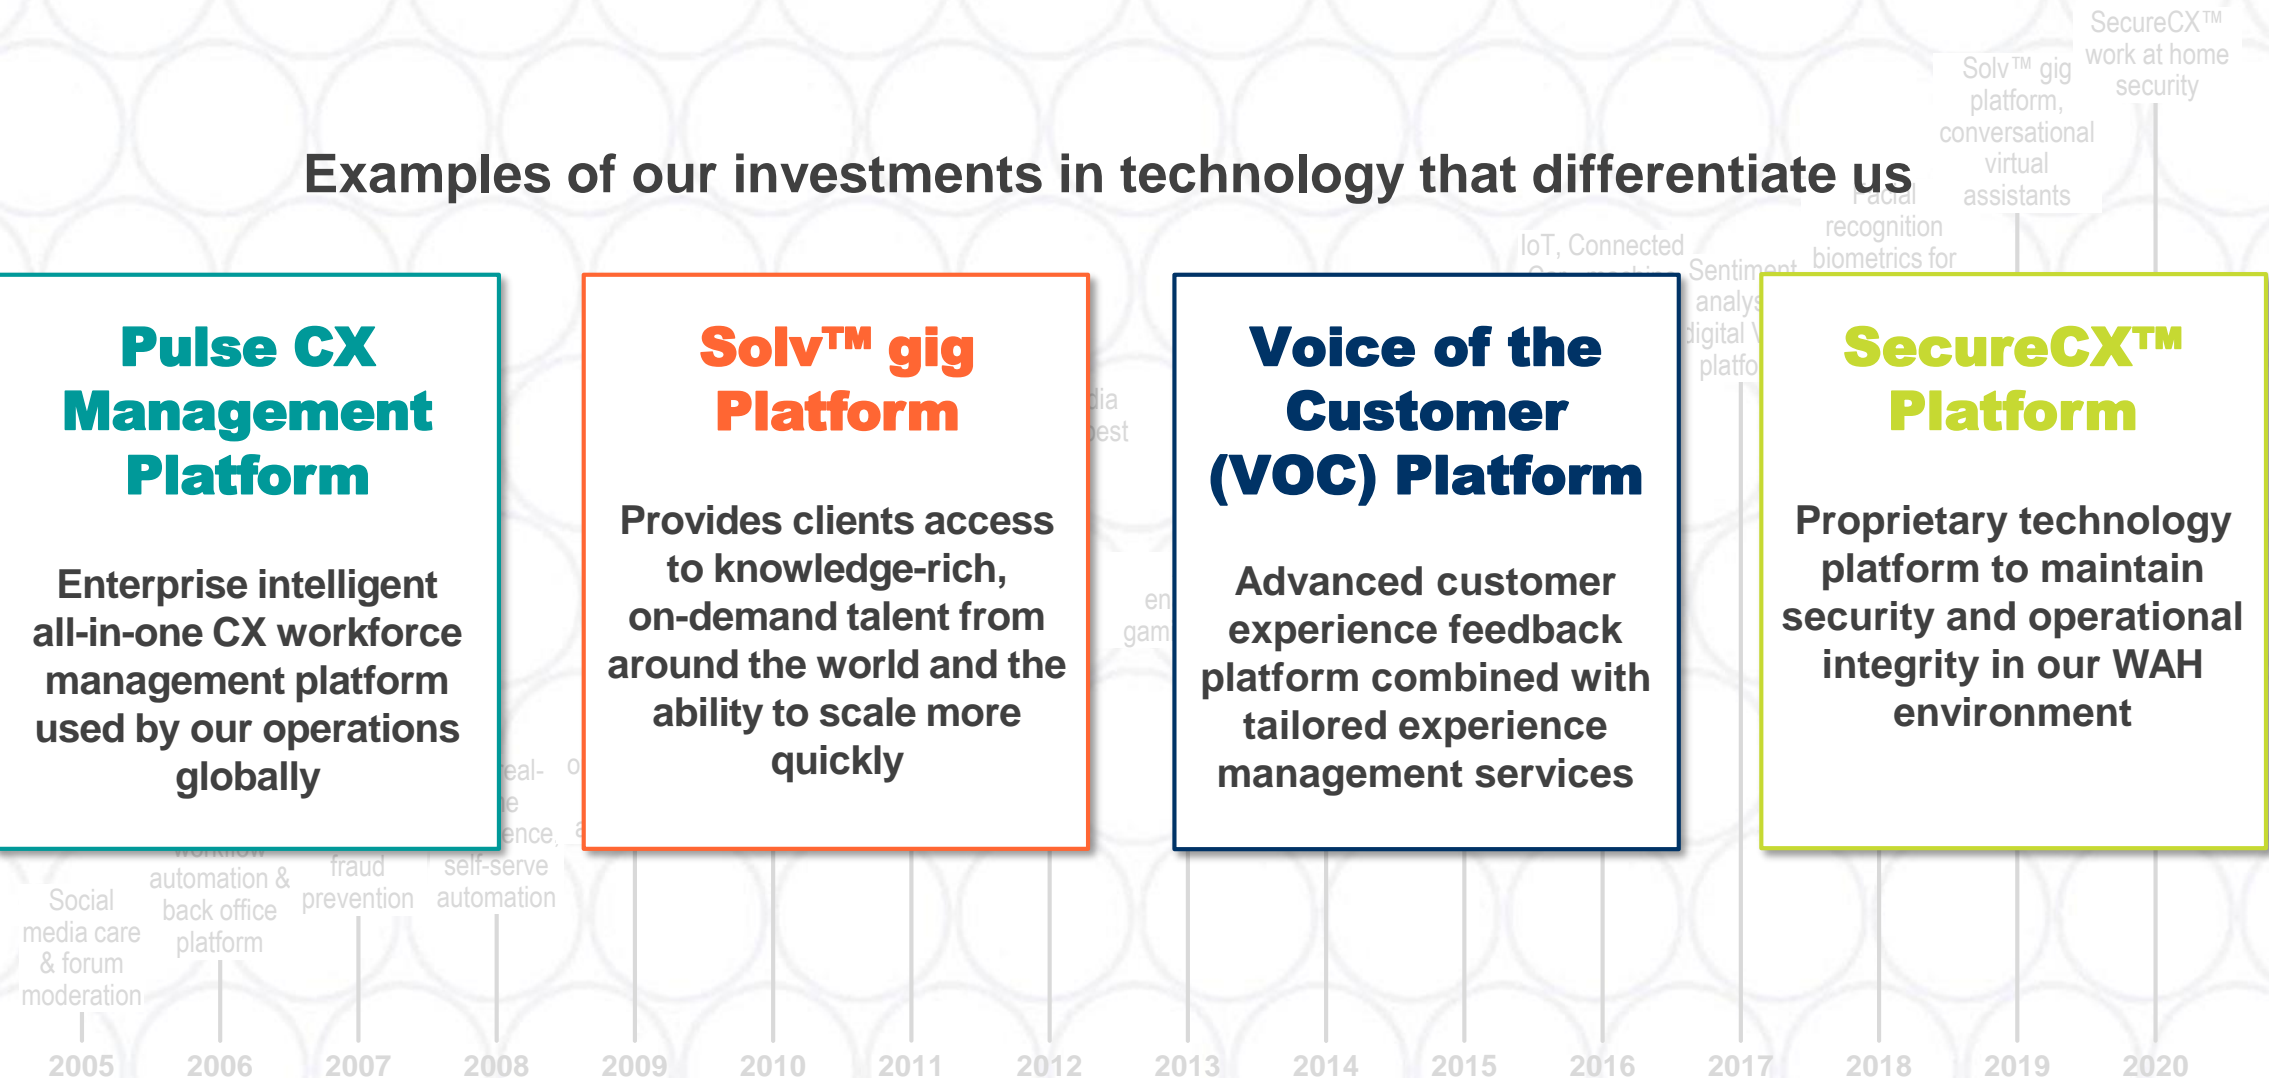 SecureCX™
work at home
security
Solv™ gig
platform,
conversational
virtual
assistants
Examples of our investments in technology that differentiate us
Facial
recognition
biometrics for
IoT, Connected
Sentiment
Pulse CX
Management
Platform
Enterprise intelligent
all-in-one CX workforce
management platform
used by our operations
globally
Solv™ gig
Platform
Provides clients access
to knowledge-rich,
on-demand talent from
around the world and the
ability to scale more
quickly
Voice of the
Customer
(VOC) Platform
Advanced customer
experience feedback
platform combined with
tailored experience
management services
SecureCX™
Platform
Proprietary technology
platform to maintain
security and operational
integrity in our WAH
environment
Social
media care
& forum
moderation
automation &
back office
platform
fraud
prevention
self-serve
automation
2005 2006 2007 2008 2009 2010 2011 2012 2013 2014 2015 2016 2017 2018 2019 2020